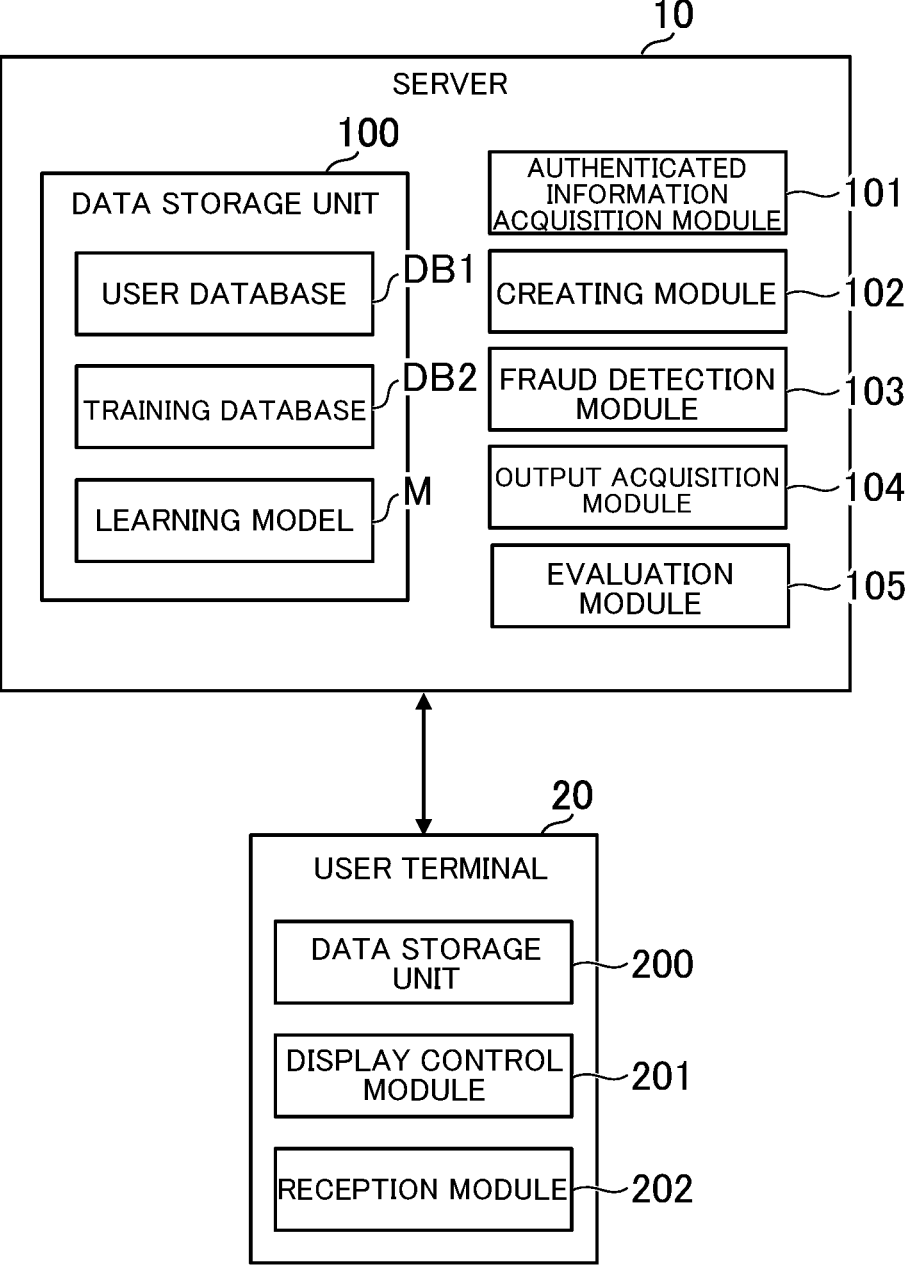 10
SERVER
100
DATA STORAGE UNIT
USER DATABASE
DB1
TRAINING DATABASE
DB2
LEARNING MODEL
M
AUTHENTICATED
INFORMATION
ACQUISITION MODULE
101
CREATING MODULE
102
FRAUD DETECTION
MODULE
103
OUTPUT ACQUISITION
MODULE
104
EVALUATION
MODULE
105
20
USER TERMINAL
DATA STORAGE
UNIT
200
DISPLAY CONTROL
MODULE
201
RECEPTION MODULE
202